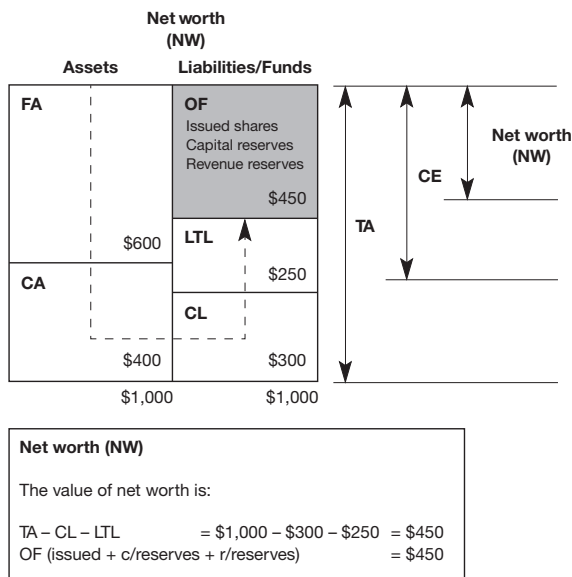 Net worth
(NW)
Assets
Liabilities/Funds
FA
$600
CA
$400
$1,000
OF
Issued shares
Capital reserves
Revenue reserves
$450
LTL
$250
CL
$300
$1,000
TA
CE
Net worth
(NW)
Net worth (NW)
The value of net worth is:
TA – CL – LTL = $1,000 – $300 – $250 = $450
OF (issued + c/reserves + r/reserves) = $450